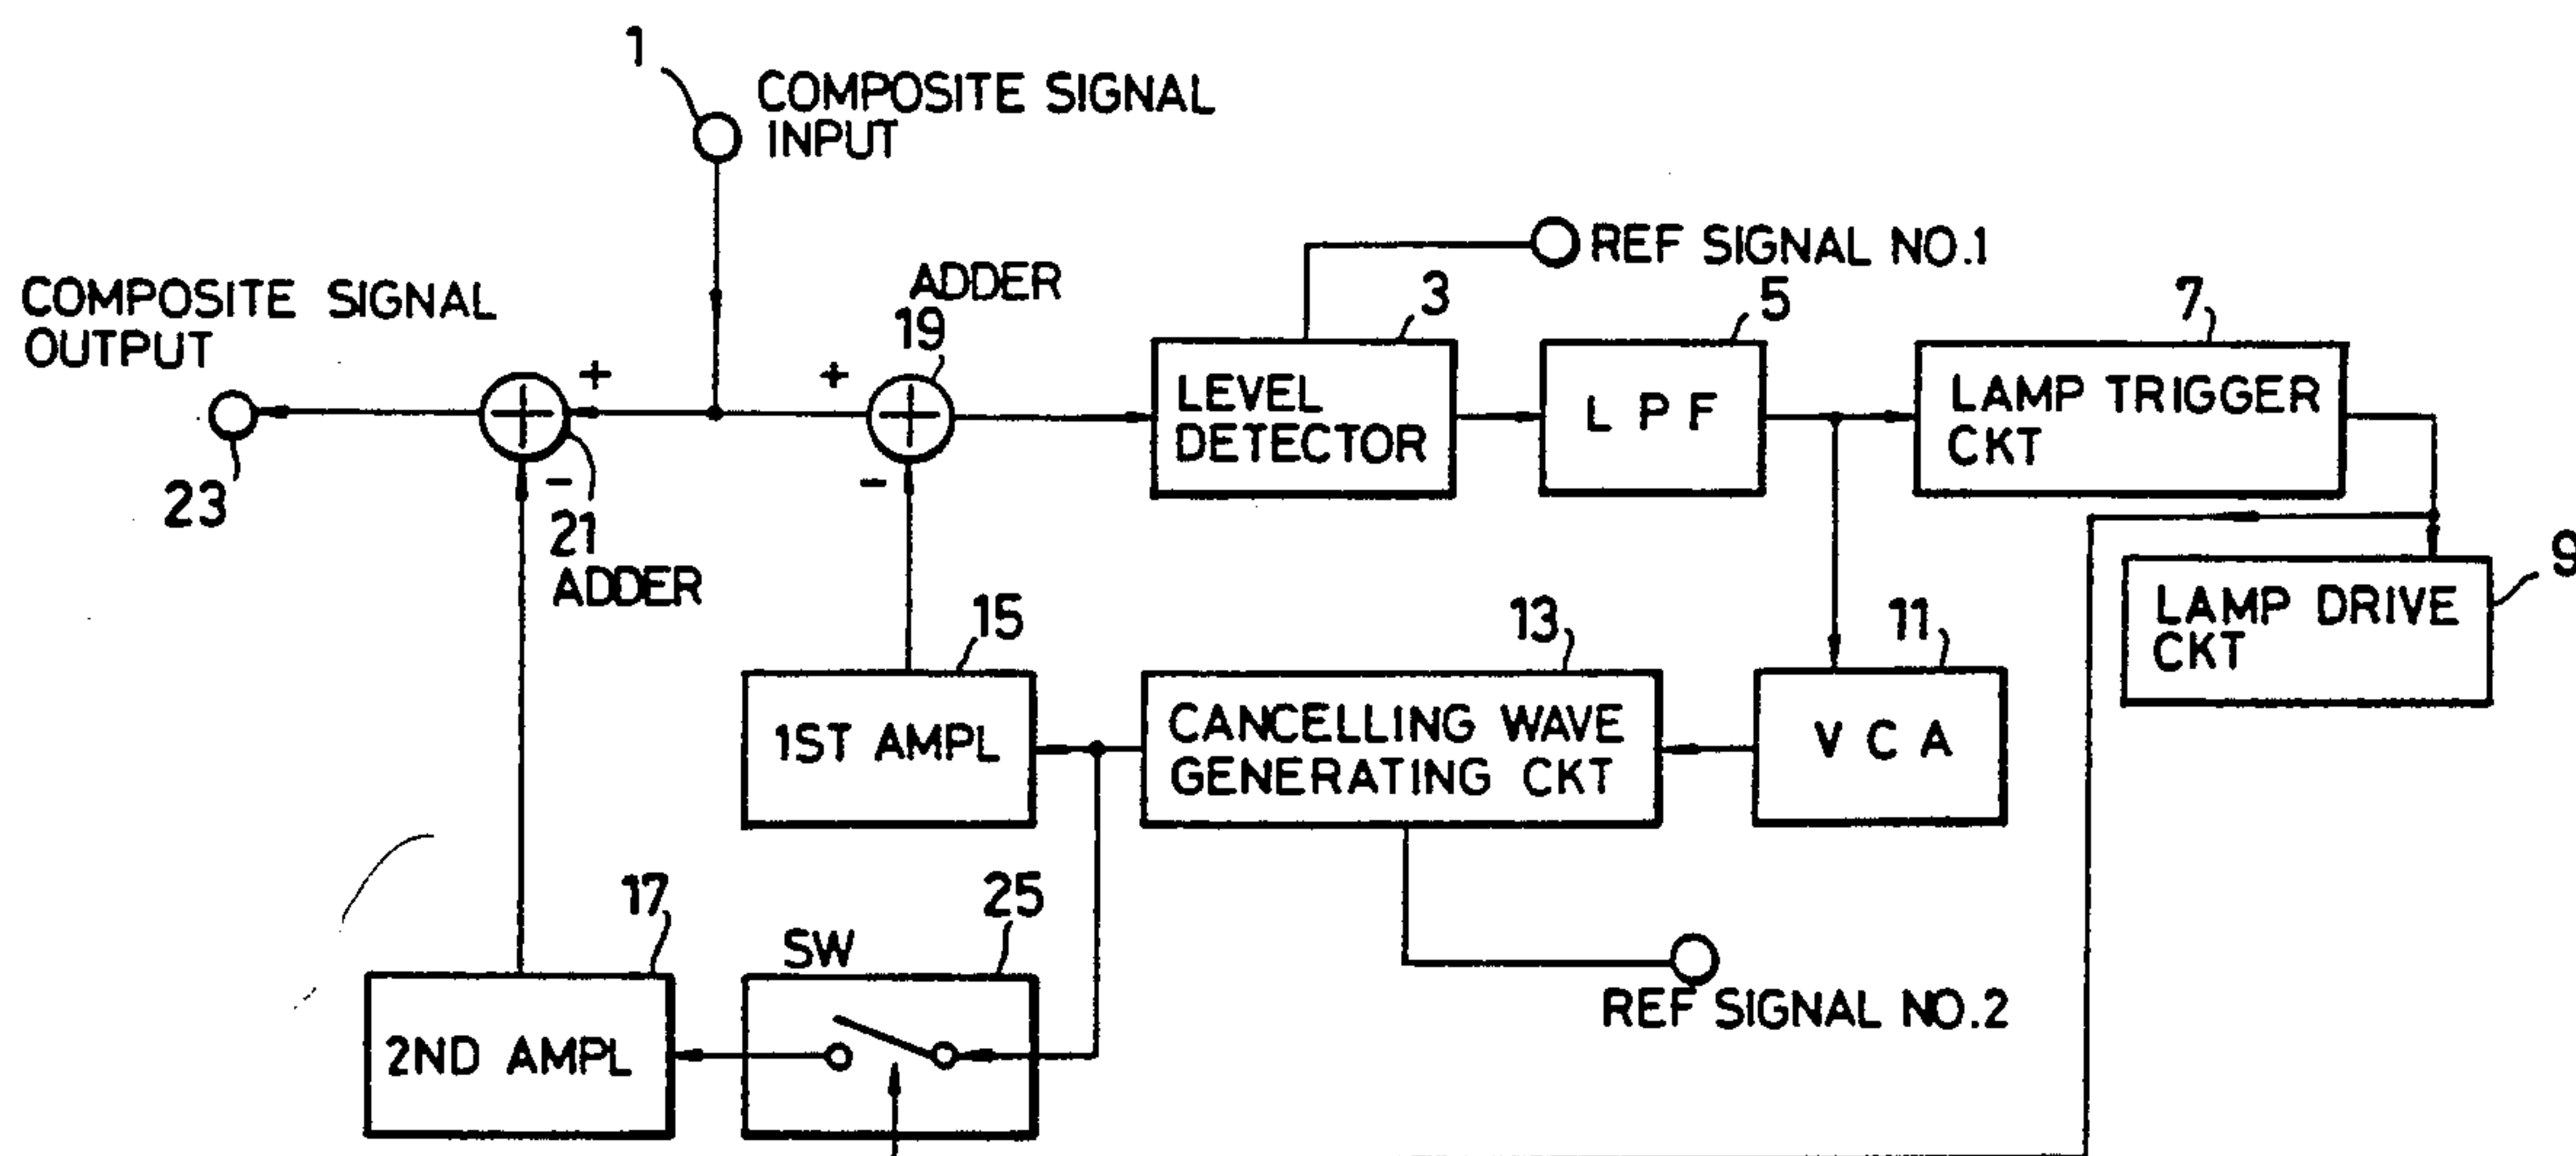 1
COMPOSITE SIGNAL
INPUT
REF SIGNAL NO.1
COMPOSITE SIGNAL
OUTPUT
ADDER
19
3
5
7
+
+
LEVEL
DETECTOR
L P F
LAMP TRIGGER
CKT
23
-
21
ADDER
-
9
LAMP DRIVE
CKT
15
13
11
1ST AMPL
CANCELLING WAVE
GENERATING CKT
V C A
17
SW
25
REF SIGNAL NO.2
2ND AMPL